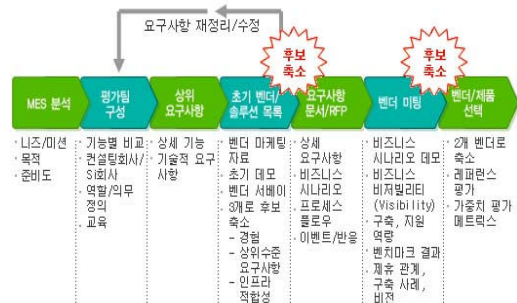 요구사항 재정리/수정
후보
축소
후보
축소
MES 분석
평가팀
구성
상위
요구사항
초기 벤더/
솔루션 목록
요구사항
문서/RFP
벤더 미팅
벤더/제품
선택
· 니즈/미션
· 목적
· 준비도
· 기능별 비교
· 컨설팅회사/
Si회사
· 역할/의무
정의
· 교육
· 상세 기능
· 기술적 요구
사항
· 벤더 마케팅
자료
· 초기 데모
· 벤더 서베이
· 3개로 후보
축소
- 경험
- 상위수준
요구사항
- 인프라
적합성
· 상세
요구사항
· 비즈니스
시나리오
· 프로세스
플로우
· 이벤트/반응
· 비즈니스
시나리오 데모
· 비즈니스
비저빌리티
(Visibility)
· 구축, 지원
역량
· 벤치마크 결과
· 제휴 관계,
구축 사례,
비전
· 2개 벤더로
축소
· 레퍼런스
평가
· 가중치 평가
메트릭스